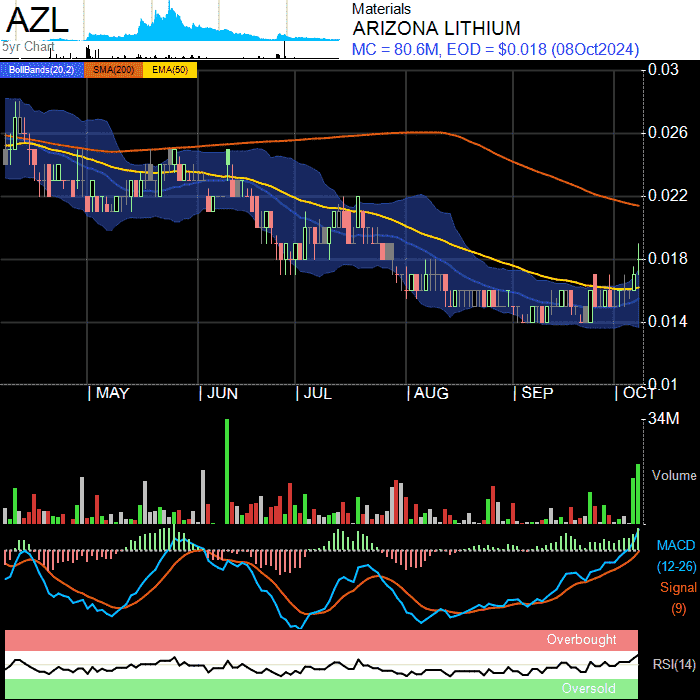 AZL
5yr Chart
Materials
ARIZONA LITHIUM
MC = 80.6M, EOD = $0.018 (08Oct2024)
BollBands(20,2) SMA(200) EMA(50)
0.03
0.026
0.022
0.018
0.014
0.01
| MAY | JUN | JUL | AUG | SEP | OCT
34M
Volume
MACD
(12-26)
Signal
(9)
Overbought
RSI(14)
Oversold